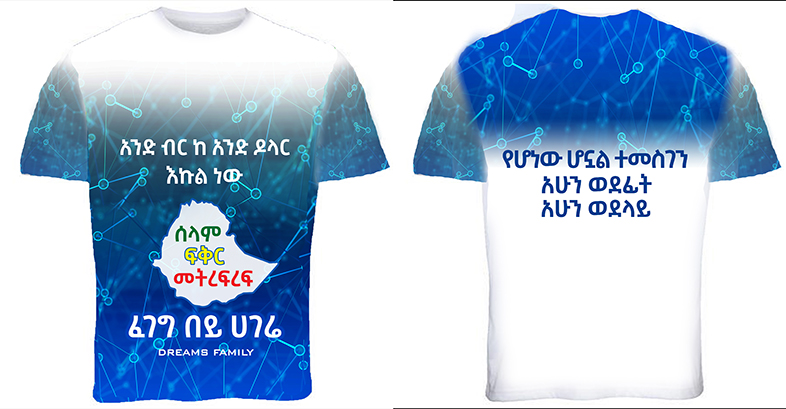 አንድ ብር ከ አንድ ዶላር
እኩል ነው
ሰላም
ፍቅር
መትረፍረፍ
ፈገግ በይ ሀገሬ
DREAMS FAMILY
የሆነው ሆኗል ተመስገን
አሁን ወደፊት
አሁን ወደላይ